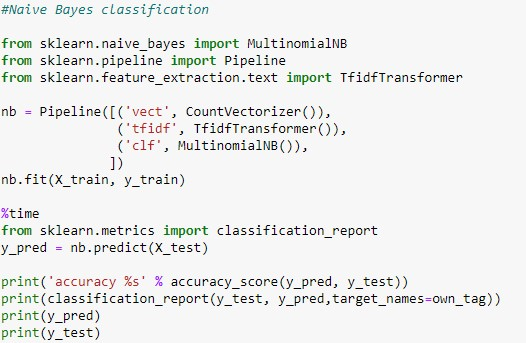 #Naive Bayes classification
from sklearn.naive_bayes import MultinomialNB
from sklearn.pipeline import Pipeline
from sklearn.feature_extraction.text import TfidfTransformer
nb = Pipeline([('vect', CountVectorizer()),
               ('tfidf', TfidfTransformer()),
               ('clf', MultinomialNB()),
              ])
nb.fit(X_train, y_train)
%time
from sklearn.metrics import classification_report
y_pred = nb.predict(X_test)
print('accuracy %s' % accuracy_score(y_pred, y_test))
print(classification_report(y_test, y_pred,target_names=own_tag))
print(y_pred)
print(y_test)